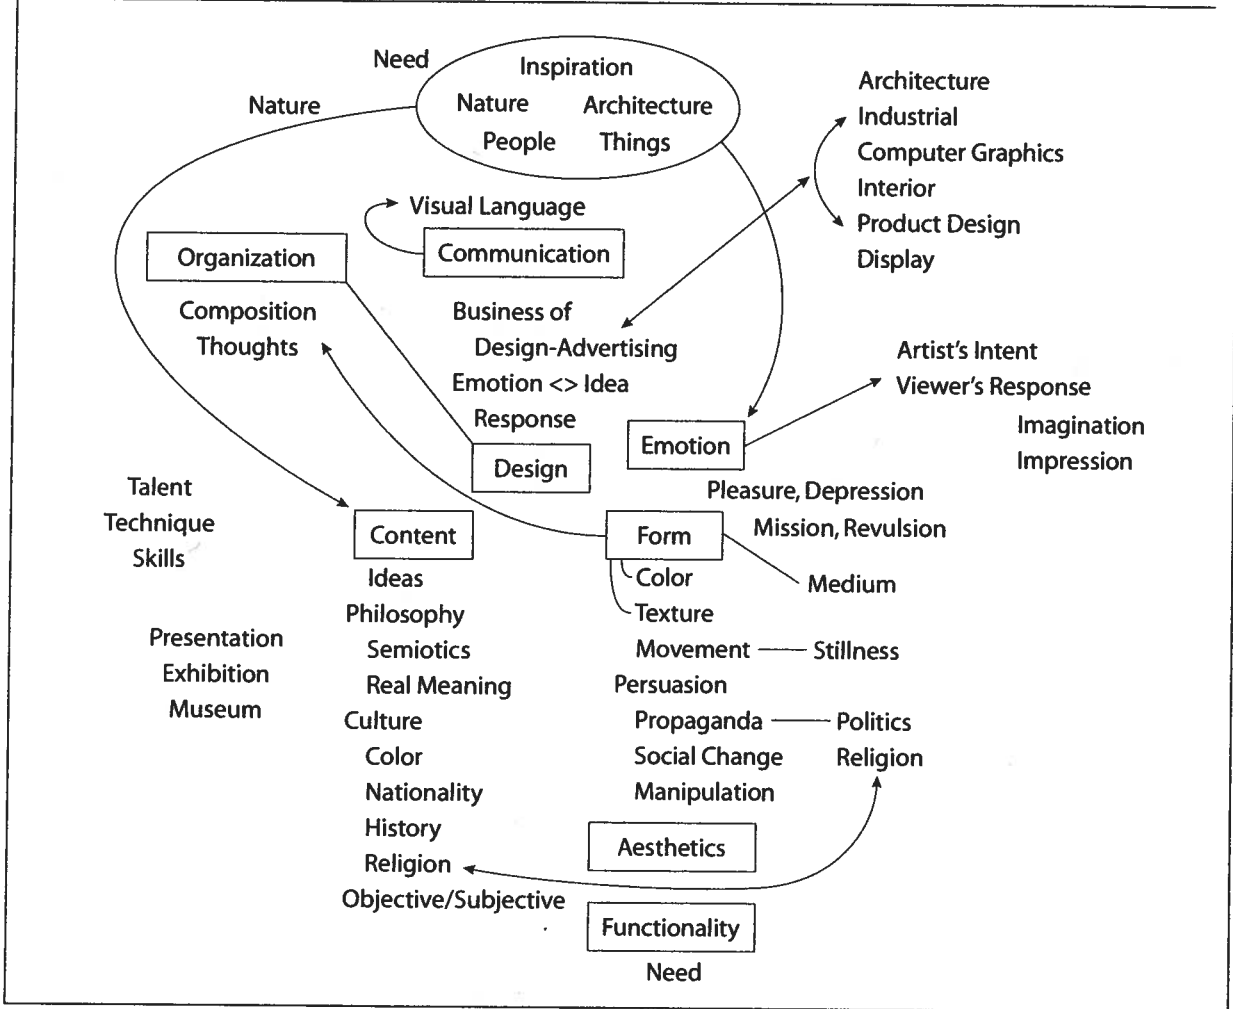 Need
Inspiration
Nature
Nature Architecture
People Things
Architecture
Industrial
Computer Graphics
Interior
Product Design
Display
Visual Language
Communication
Organization
Composition
Thoughts
Business of
Design-Advertising
Emotion <> Idea
Response
Design
Artist's Intent
Viewer's Response
Imagination
Impression
Emotion
Pleasure, Depression
Mission, Revulsion
Talent
Technique
Skills
Presentation
Exhibition
Museum
Content
Ideas
Philosophy
Semiotics
Real Meaning
Culture
Color
Nationality
History
Religion
Objective/Subjective
Form
Color
Texture
Medium
Movement Stillness
Persuasion
Propaganda Politics
Social Change Religion
Manipulation
Aesthetics
Functionality
Need